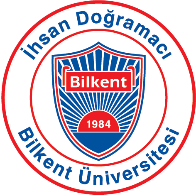 İhsan Doğramacı
Bilkent
1984
Bilkent Üniversitesi